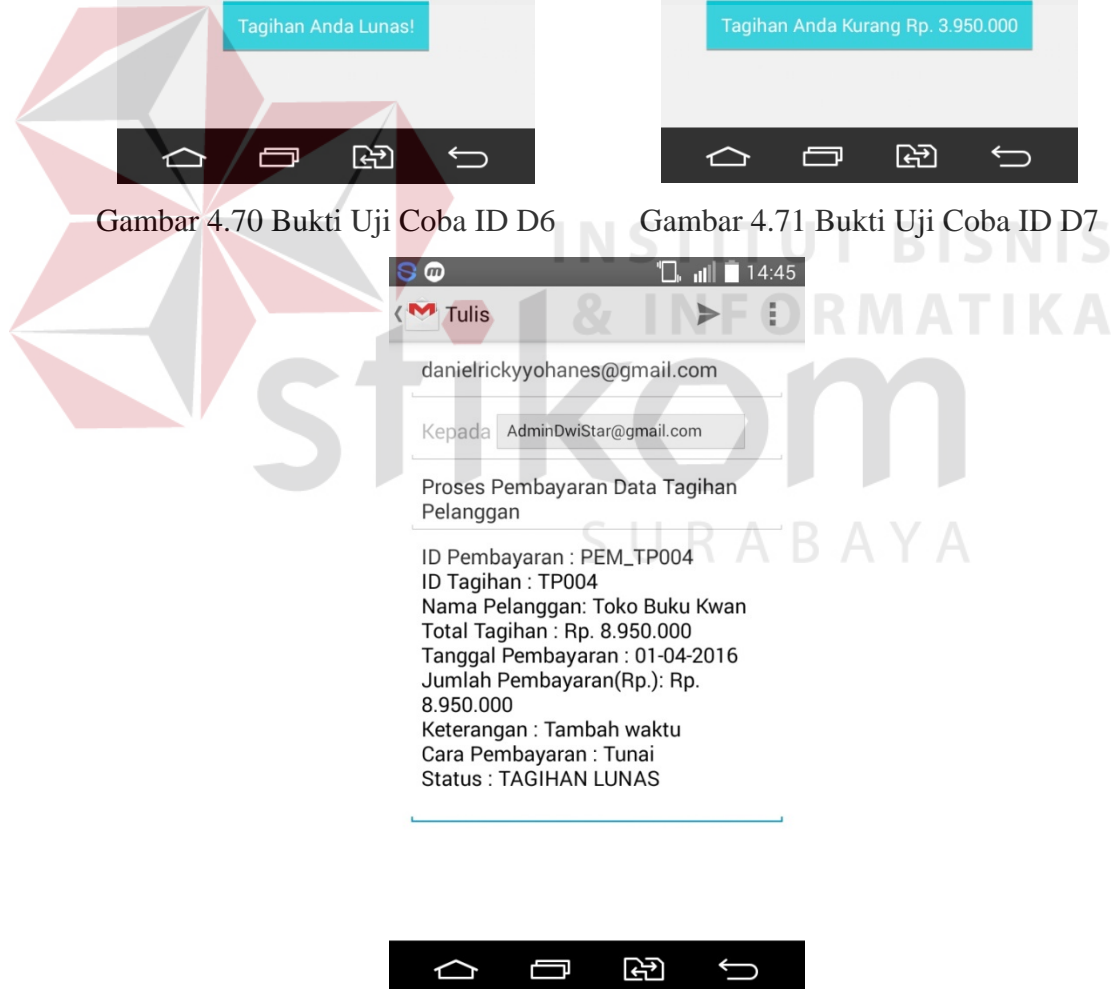 Tagihan Anda Lunas!
Tagihan Anda Kurang Rp. 3.950.000
Gambar 4.70 Bukti Uji Coba ID D6
Gambar 4.71 Bukti Uji Coba ID D7
INSTITUT BISNIS
& INFORMATIKA
stikom
SURABAYA
14:45
Tulis
danielrickyyohanes@gmail.com
Kepada AdminDwiStar@gmail.com
Proses Pembayaran Data Tagihan
Pelanggan
ID Pembayaran : PEM_TP004
ID Tagihan : TP004
Nama Pelanggan: Toko Buku Kwan
Total Tagihan : Rp. 8.950.000
Tanggal Pembayaran : 01-04-2016
Jumlah Pembayaran(Rp.): Rp.
8.950.000
Keterangan : Tambah waktu
Cara Pembayaran : Tunai
Status : TAGIHAN LUNAS